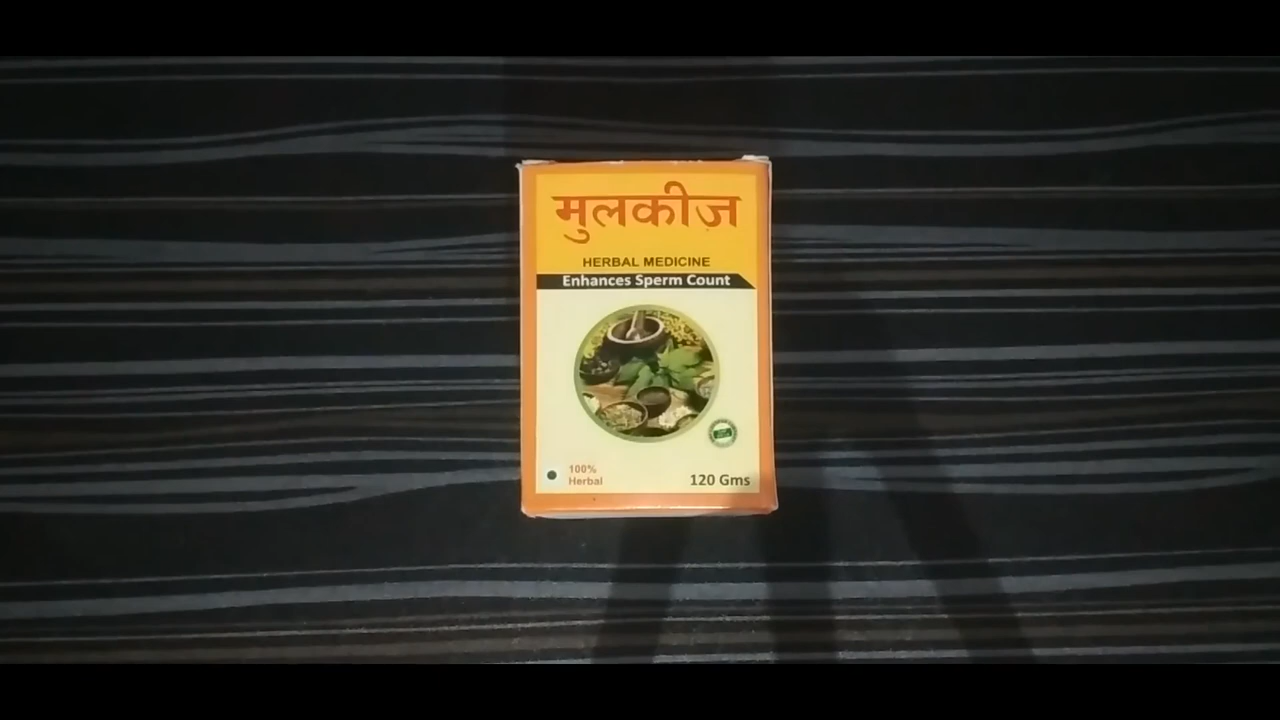 मुलकीज़
HERBAL MEDICINE
Enhances Sperm Count
100%
Herbal
120 Gms